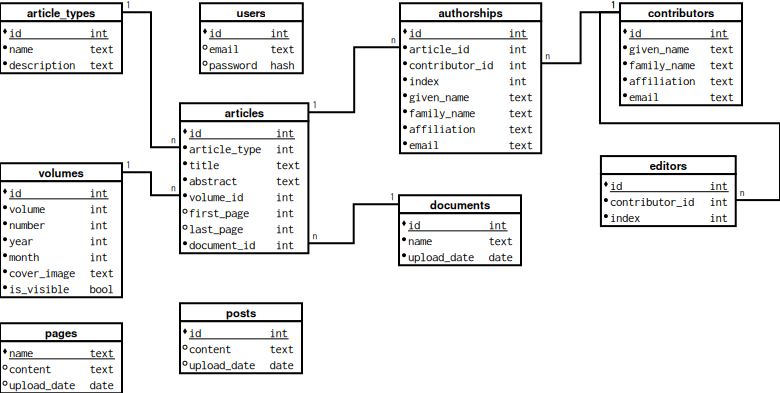 article_types
id int
name text
description text
1
users
id int
email text
password hash
authorships
id int
article_id int
contributor_id int
index int
given_name text
family_name text
affiliation text
email text
n
n
1
contributors
id int
given_name text
family_name text
affiliation text
email text
articles
id int
article_type int
title text
abstract text
volume_id int
first_page int
last_page int
document_id int
1
n
n
n
volumes
id int
volume int
number int
year int
month int
cover_image text
is_visible bool
1
documents
id int
name text
upload_date date
1
editors
id int
contributor_id int
index int
n
posts
id int
content text
upload_date date
pages
name text
content text
upload_date date